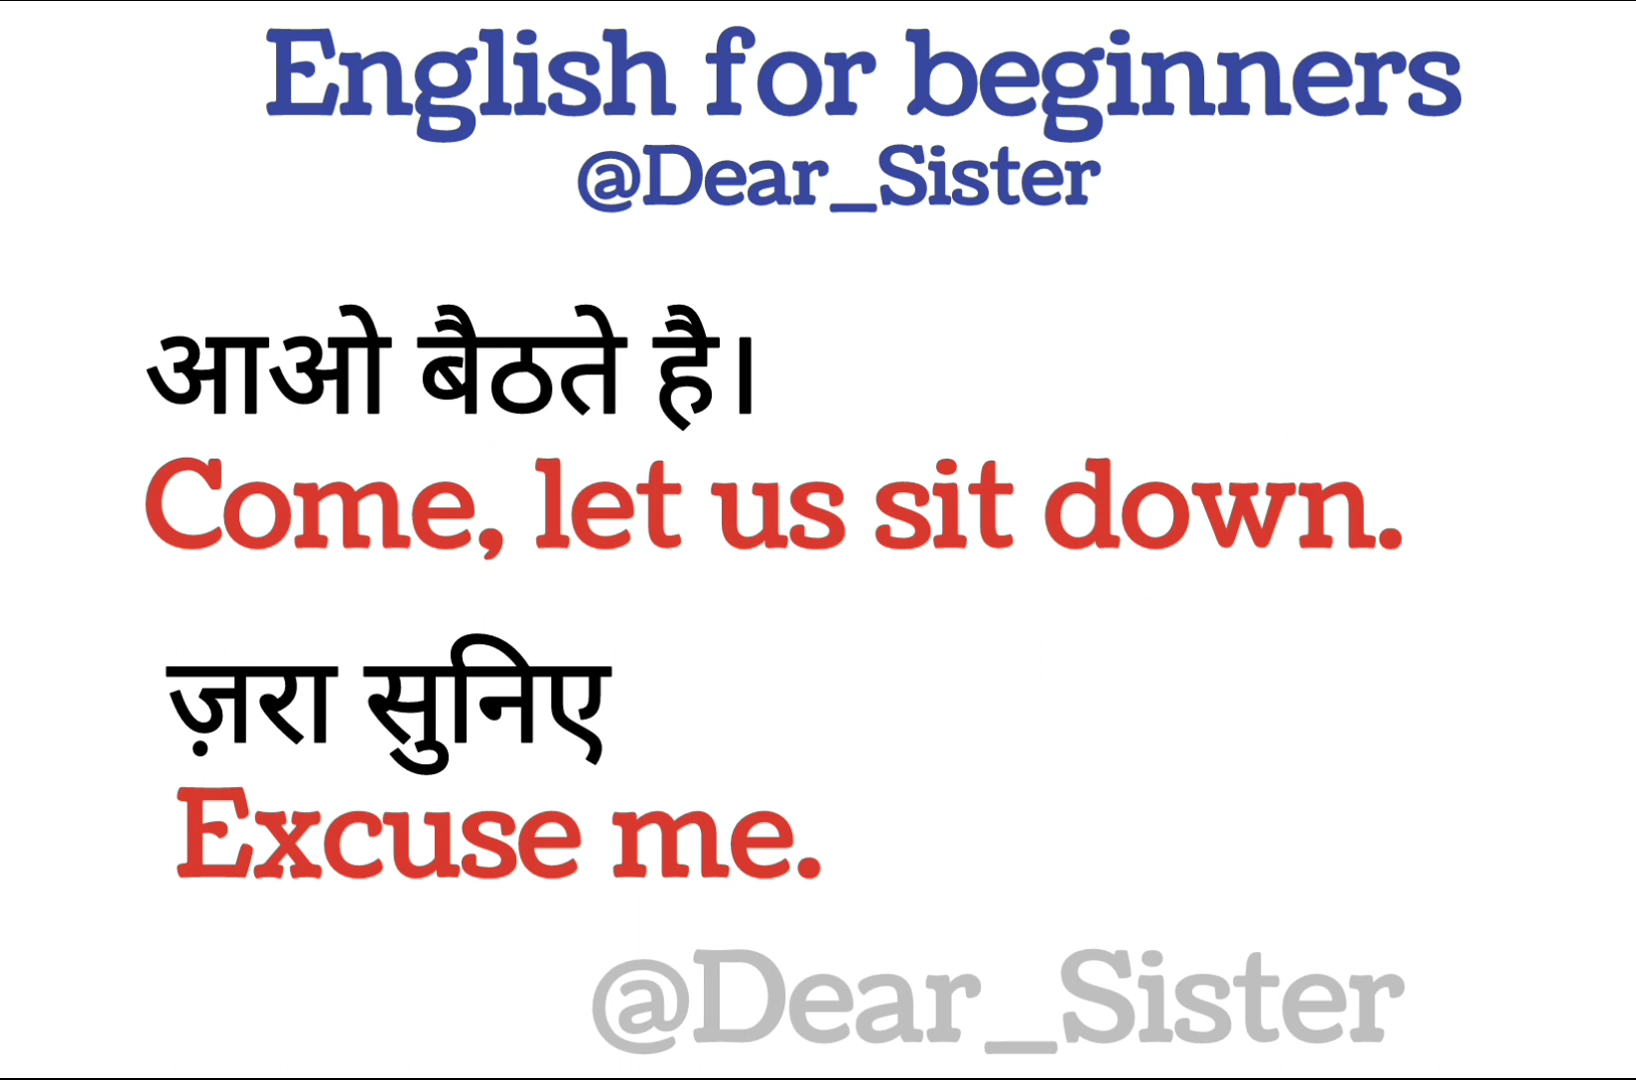 English for beginners
@Dear_Sister
आओ बैठते है।
Come, let us sit down.
ज़रा सुनिए
Excuse me.
@Dear_Sister